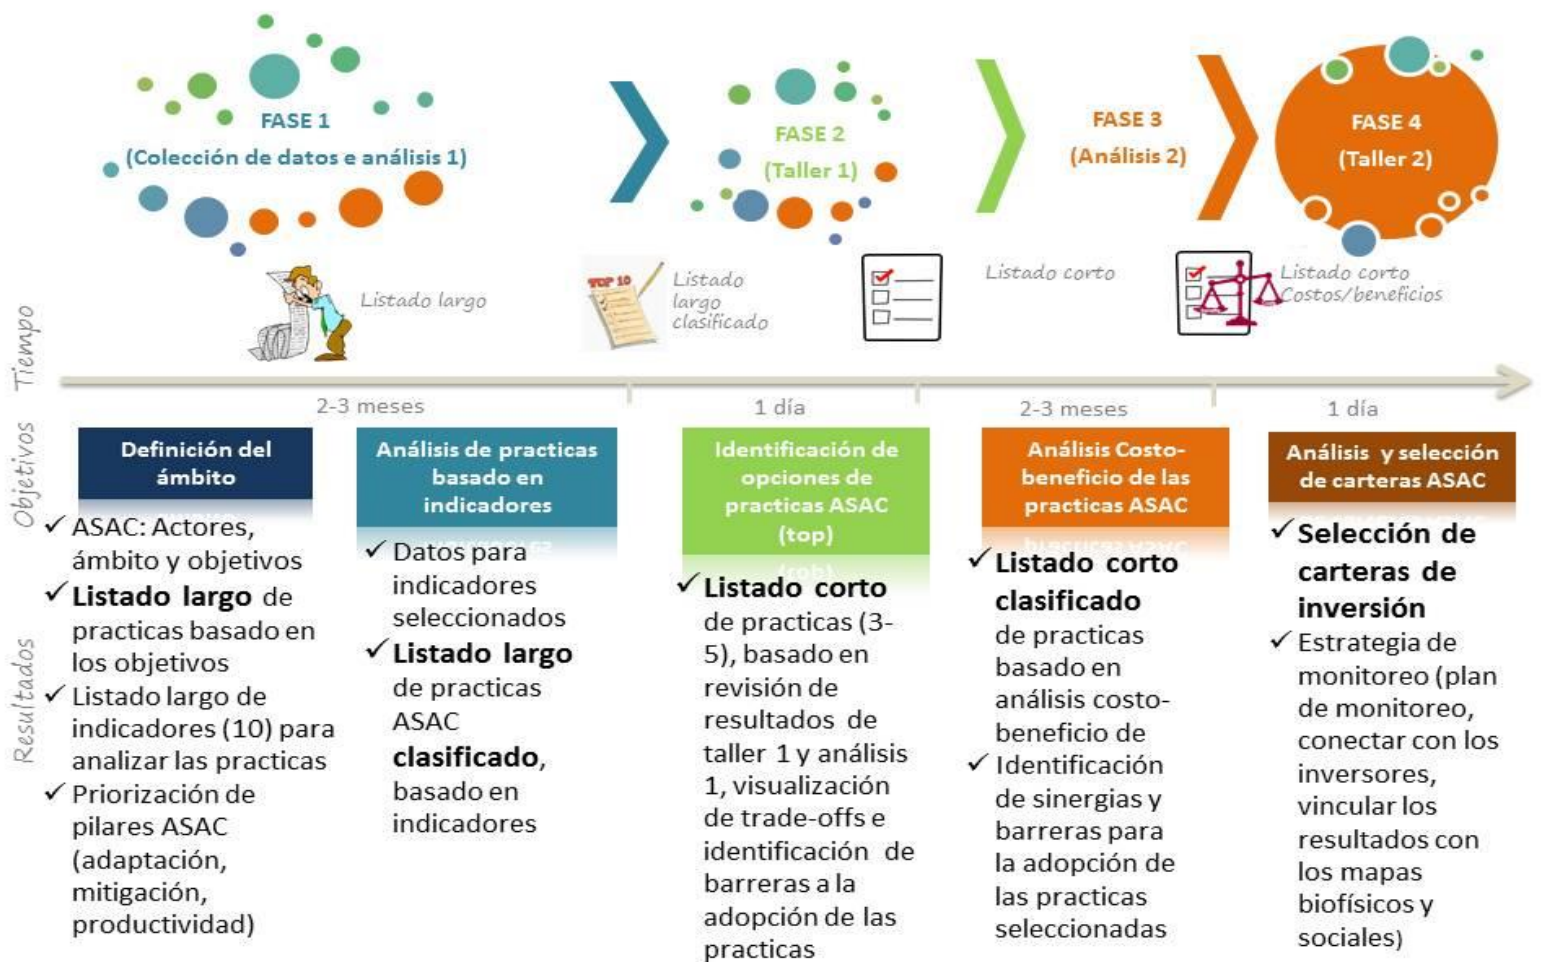 FASE 1
(Colección de datos e análisis 1)
FASE 2
(Taller 1)
FASE 3
(Análisis 2)
FASE 4
(Taller 2)
Listado largo
TOP 10
Listado
largo
clasificado
Listado corto
Listado corto
Costos/beneficios
Tiempo
2-3 meses
1 día
2-3 meses
1 día
Objetivos
Definición del
ámbito
Análisis de practicas
basado en
indicadores
Identificación de
opciones de
practicas ASAC
(top)
Análisis Costo-
beneficio de las
practicas ASAC
Análisis y selección
de carteras ASAC
Resultados
✓ ASAC: Actores,
ámbito y objetivos
✓ Listado largo de
practicas basado en
los objetivos
✓ Listado largo de
indicadores (10) para
analizar las practicas
✓ Priorización de
pilares ASAC
(adaptación,
mitigación,
productividad)
✓ Datos para
indicadores
seleccionados
✓ Listado largo
de practicas
ASAC
clasificado,
basado en
indicadores
✓ Listado corto
de practicas (3-
5), basado en
revisión de
resultados de
taller 1 y análisis
1, visualización
de trade-offs e
identificación de
barreras a la
adopción de las
practicas
✓ Listado corto
clasificado
de practicas
basado en
análisis costo-
beneficio de
✓ Identificación
de sinergias y
barreras para
la adopción de
las practicas
seleccionadas
✓ Selección de
carteras de
inversión
✓ Estrategia de
monitoreo (plan
de monitoreo,
conectar con los
inversores,
vincular los
resultados con
los mapas
biofísicos y
sociales)